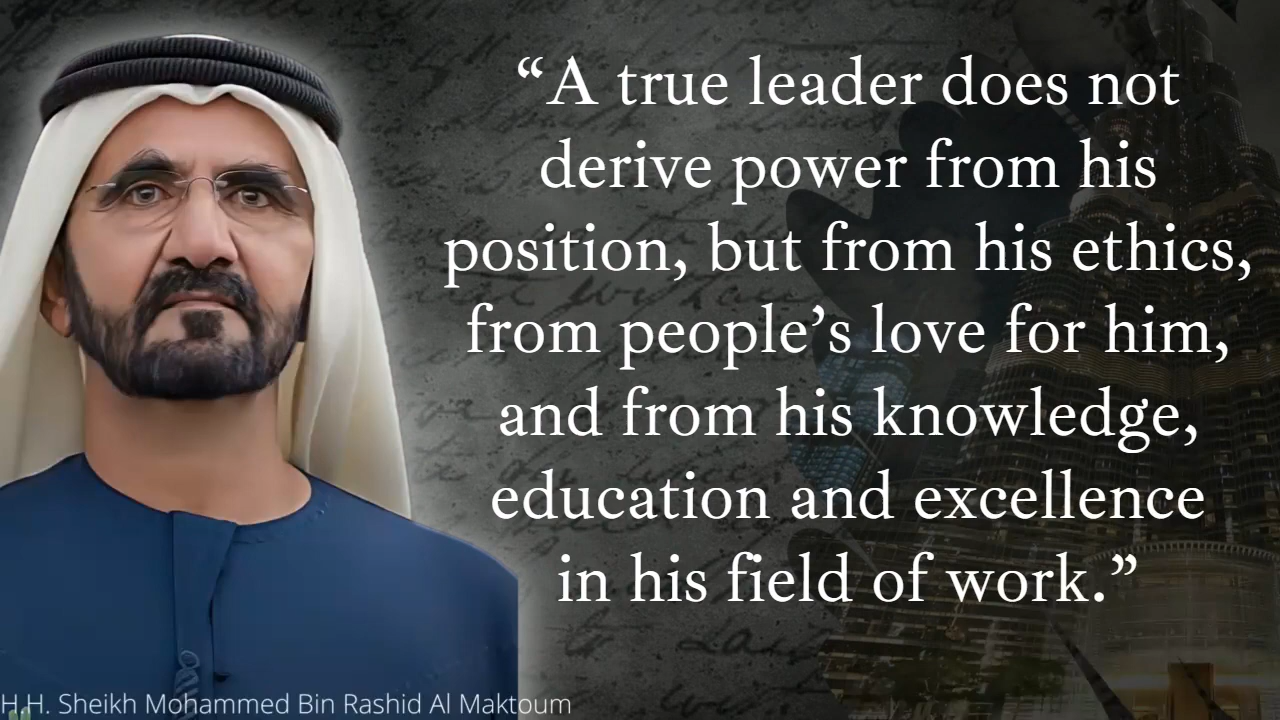 “A true leader does not
derive power from his
position, but from his ethics,
from people’s love for him,
and from his knowledge,
education and excellence
in his field of work.”
H.H. Sheikh Mohammed Bin Rashid Al Maktoum